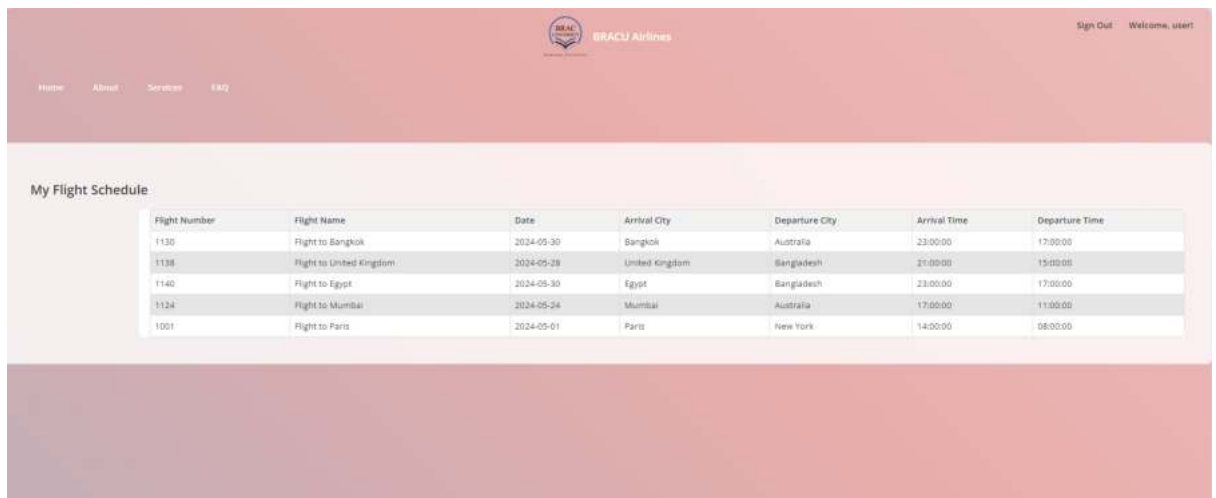 BRAC
UNIVERSITY
BRACU Airlines
Sign Out Welcome, user!
Home About Services FAQ
My Flight Schedule
Flight Number Flight Name Date Arrival City Departure City Arrival Time Departure Time
1130 Flight to Bangkok 2024-05-30 Bangkok Australia 23:00:00 17:00:00
1138 Flight to United Kingdom 2024-05-28 United Kingdom Bangladesh 21:00:00 15:00:00
1140 Flight to Egypt 2024-05-30 Egypt Bangladesh 23:00:00 17:00:00
1124 Flight to Mumbai 2024-05-24 Mumbai Australia 17:00:00 11:00:00
1001 Flight to Paris 2024-05-01 Paris New York 14:00:00 08:00:00